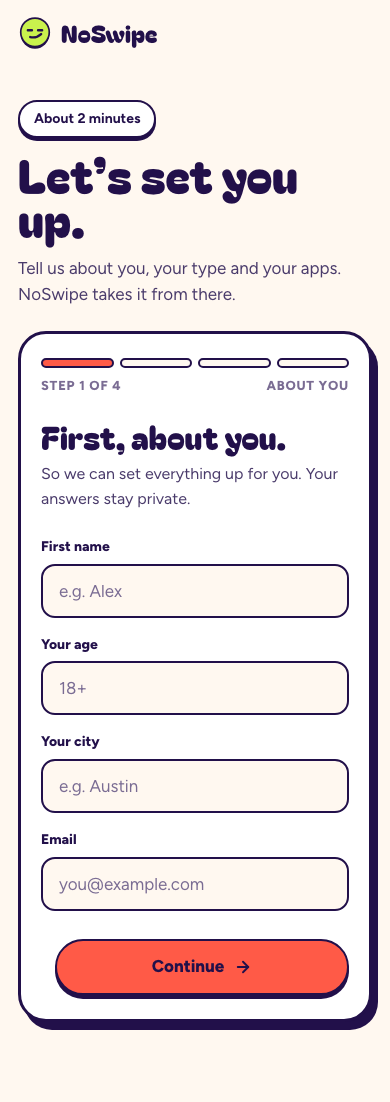 NoSwipe
About 2 minutes
Let’s set you
up.
Tell us about you, your type and your apps.
NoSwipe takes it from there.
STEP 1 OF 4 ABOUT YOU
First, about you.
So we can set everything up for you. Your
answers stay private.
First name
e.g. Alex
Your age
18+
Your city
e.g. Austin
Email
you@example.com
Continue →